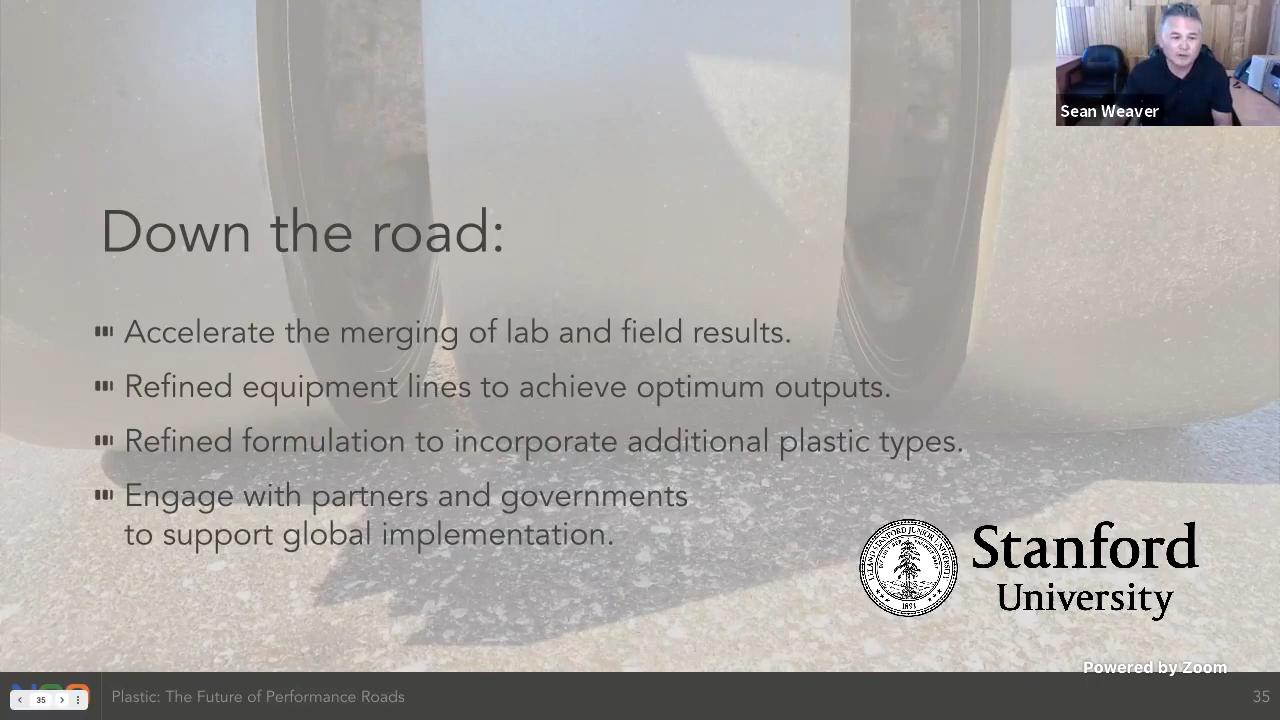 Sean Weaver
Down the road:
Accelerate the merging of lab and field results.
Refined equipment lines to achieve optimum outputs.
Refined formulation to incorporate additional plastic types.
Engage with partners and governments
to support global implementation.
Stanford
University
1891
Powered by Zoom
35
Plastic: The Future of Performance Roads
35